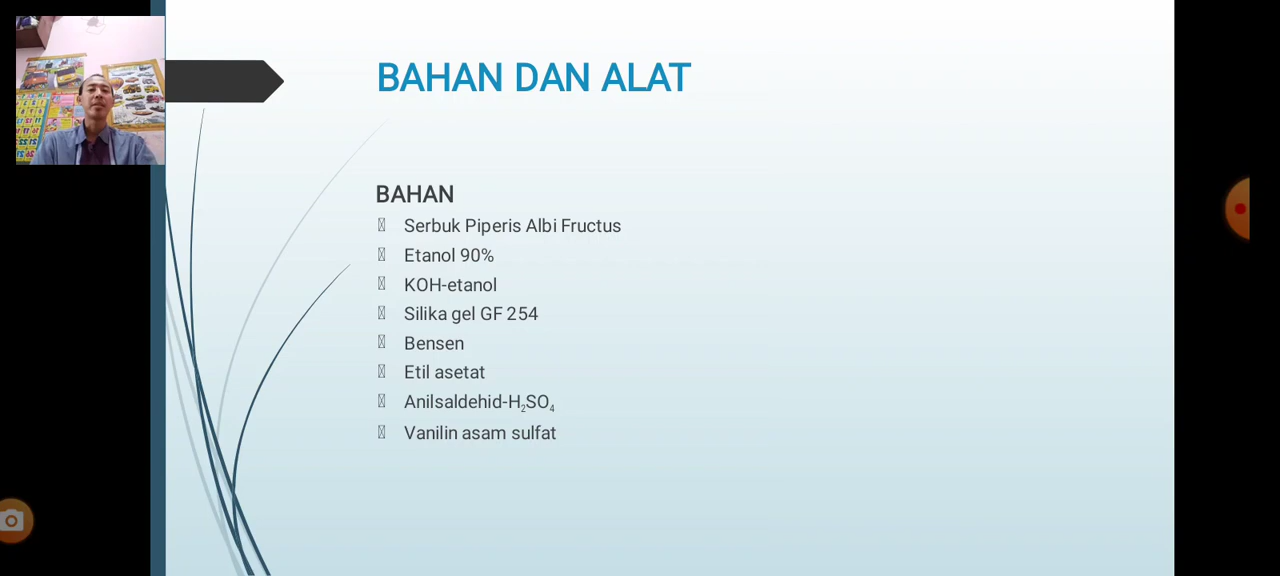 BAHAN DAN ALAT
BAHAN
Serbuk Piperis Albi Fructus
Etanol 90%
KOH-etanol
Silika gel GF 254
Bensen
Etil asetat
Anilsaldehid-H₂SO₄
Vanilin asam sulfat